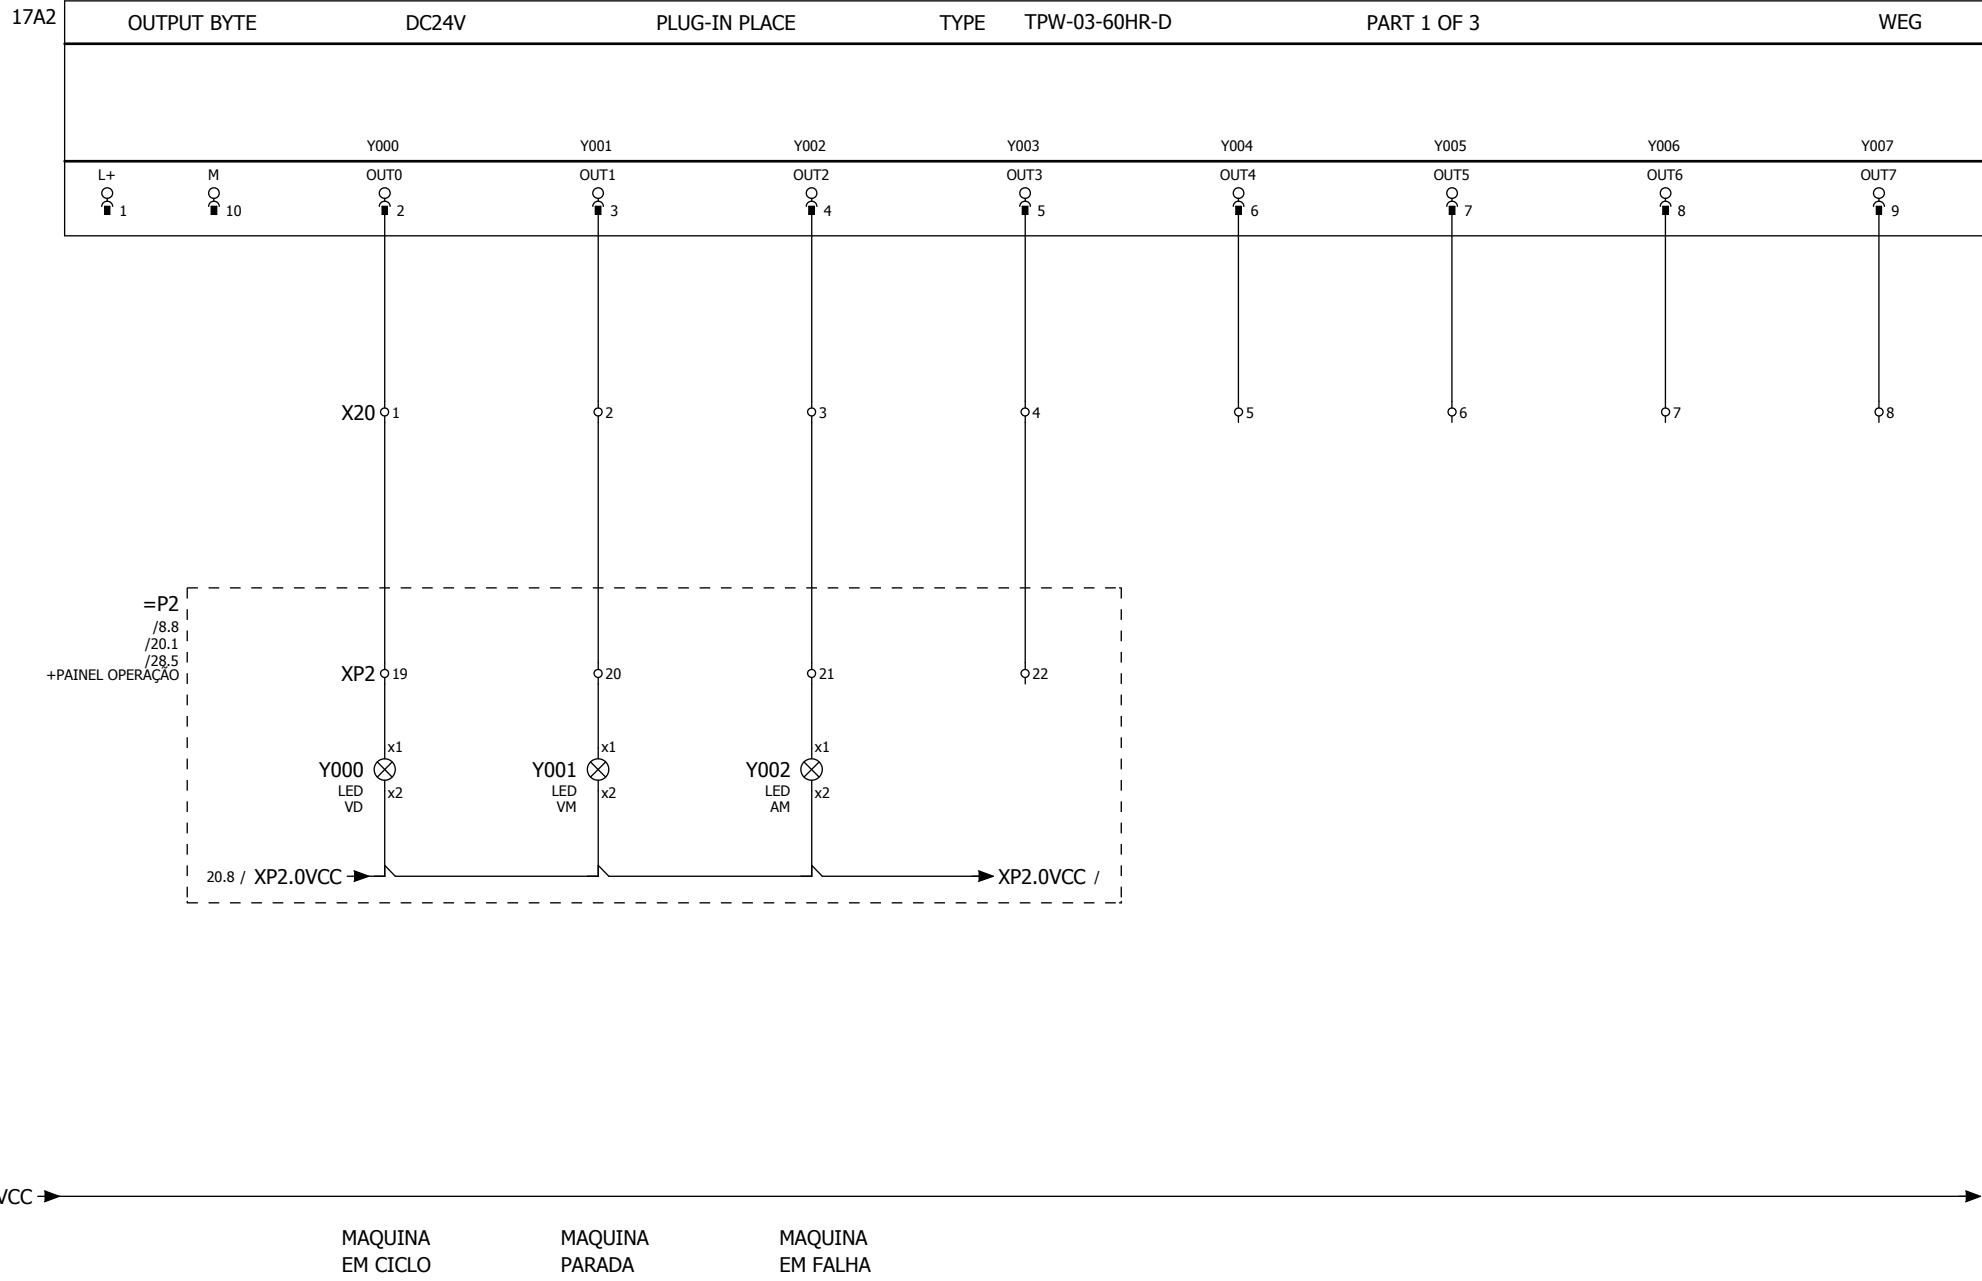 17A2 OUTPUT BYTE DC24V PLUG-IN PLACE TYPE TPW-03-60HR-D PART 1 OF 3 WEG
Y000 Y001 Y002 Y003 Y004 Y005 Y006 Y007
L+ M OUT0 OUT1 OUT2 OUT3 OUT4 OUT5 OUT6 OUT7
1 10 2 3 4 5 6 7 8 9
X20 1 2 3 4 5 6 7 8
=P2
/8.8
/20.1
/28.5
+PAINEL OPERAÇÃO
XP2 19 20 21 22
x1 x1 x1
Y000 Y001 Y002
LED x2 LED x2 LED x2
VD VM AM
20.8 / XP2.0VCC XP2.0VCC /
VCC
MAQUINA MAQUINA MAQUINA
EM CICLO PARADA EM FALHA